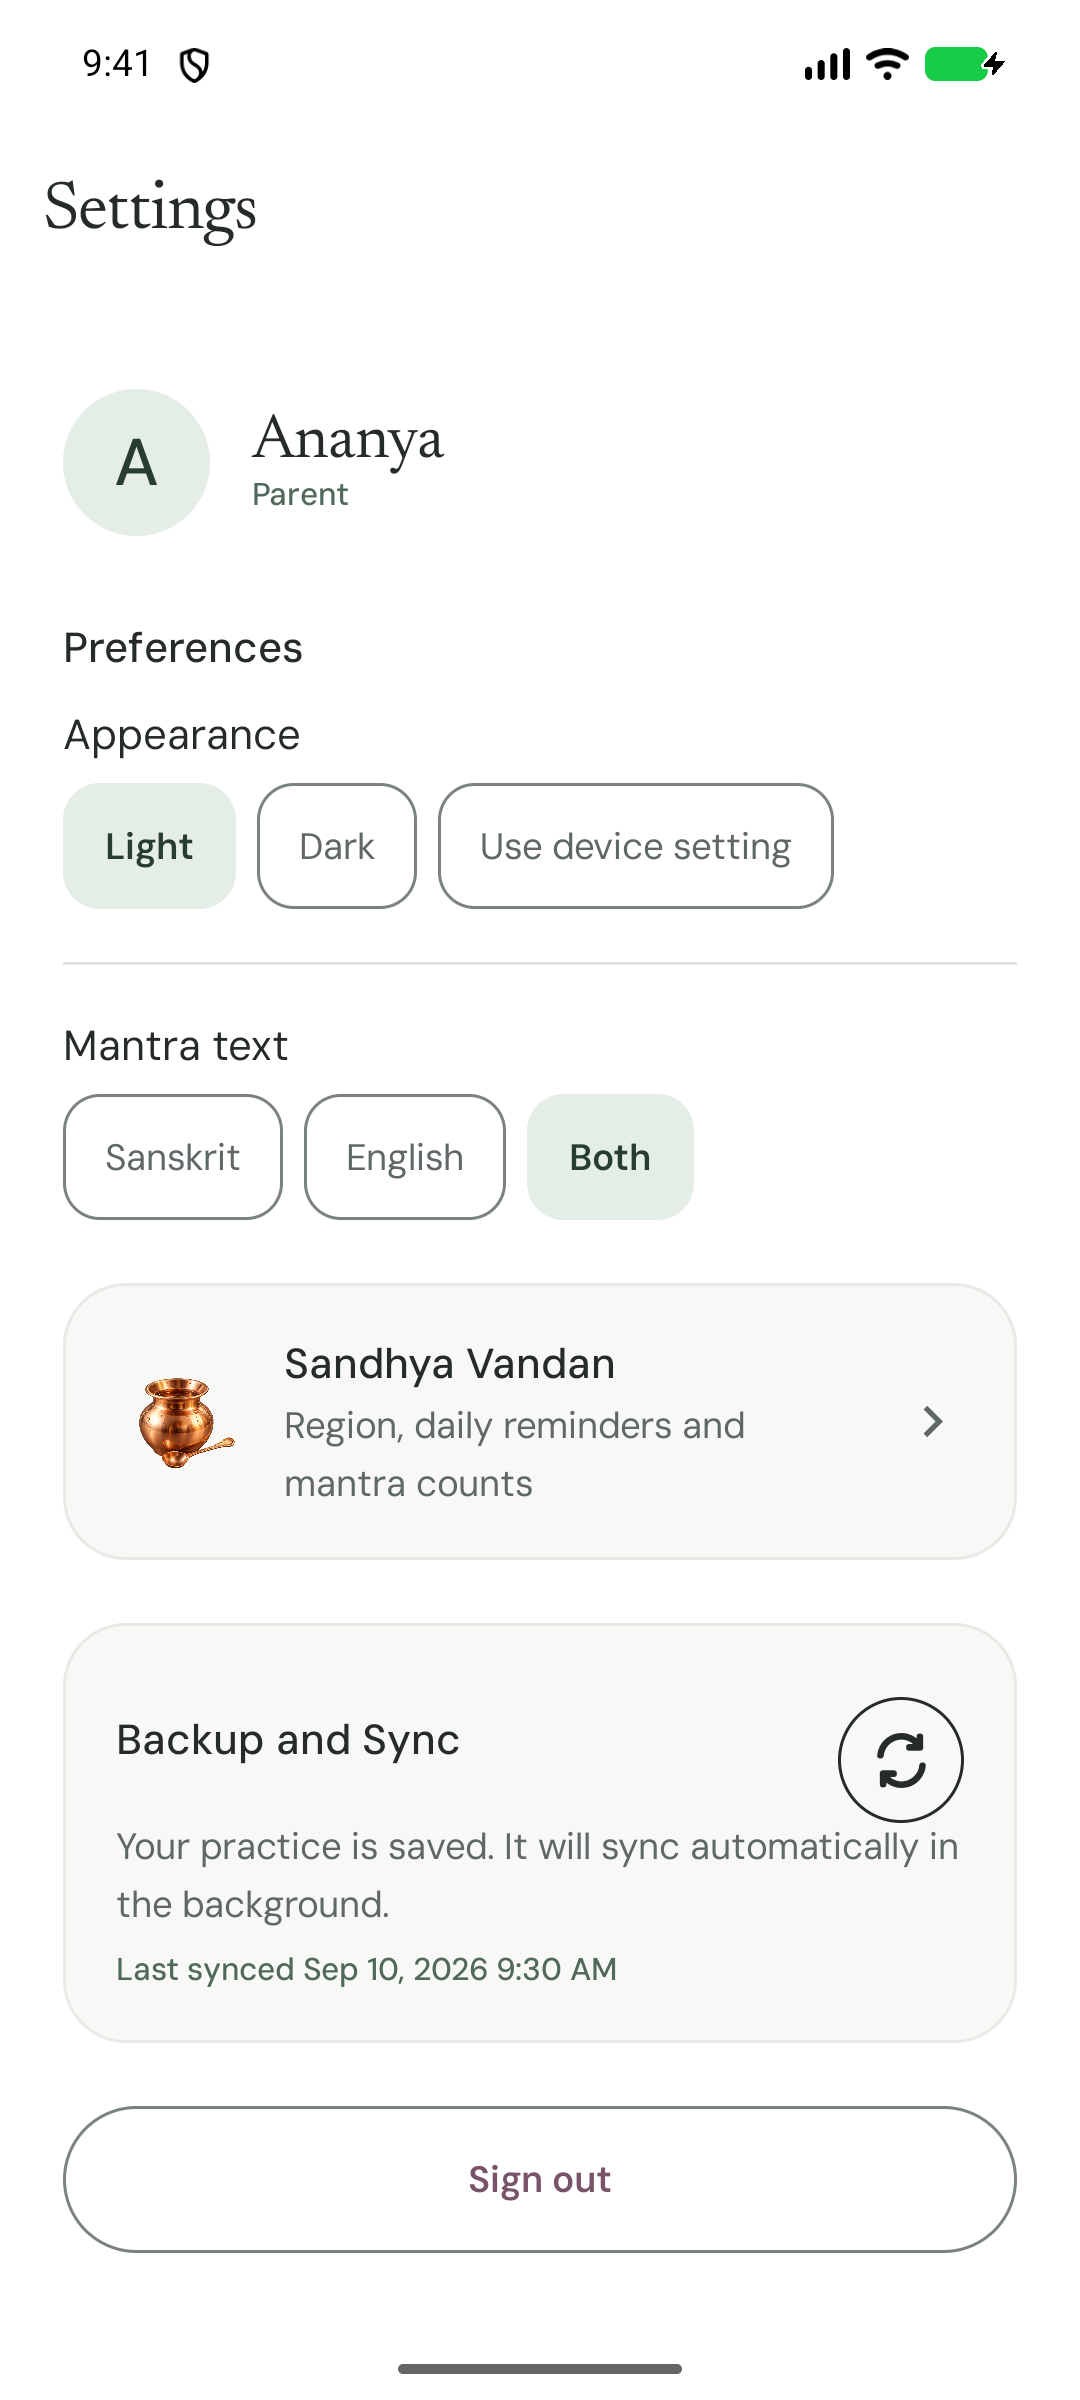 9:41
Settings
A
Ananya
Parent
Preferences
Appearance
Light
Dark
Use device setting
Mantra text
Sanskrit
English
Both
Sandhya Vandan
Region, daily reminders and
mantra counts
Backup and Sync
Your practice is saved. It will sync automatically in
the background.
Last synced Sep 10, 2026 9:30 AM
Sign out